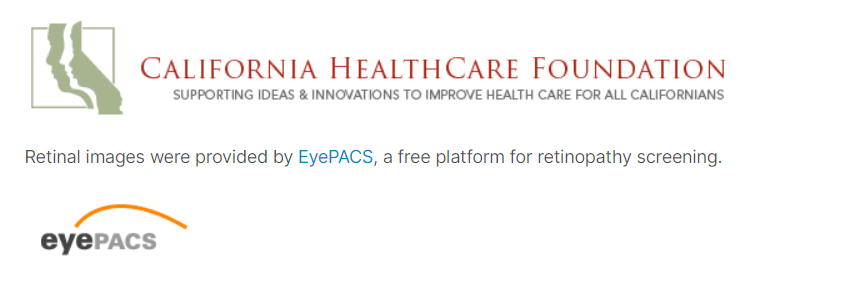 CALIFORNIA HEALTHCARE FOUNDATION
SUPPORTING IDEAS & INNOVATIONS TO IMPROVE HEALTH CARE FOR ALL CALIFORNIANS
Retinal images were provided by EyePACS, a free platform for retinopathy screening.
eyePACS